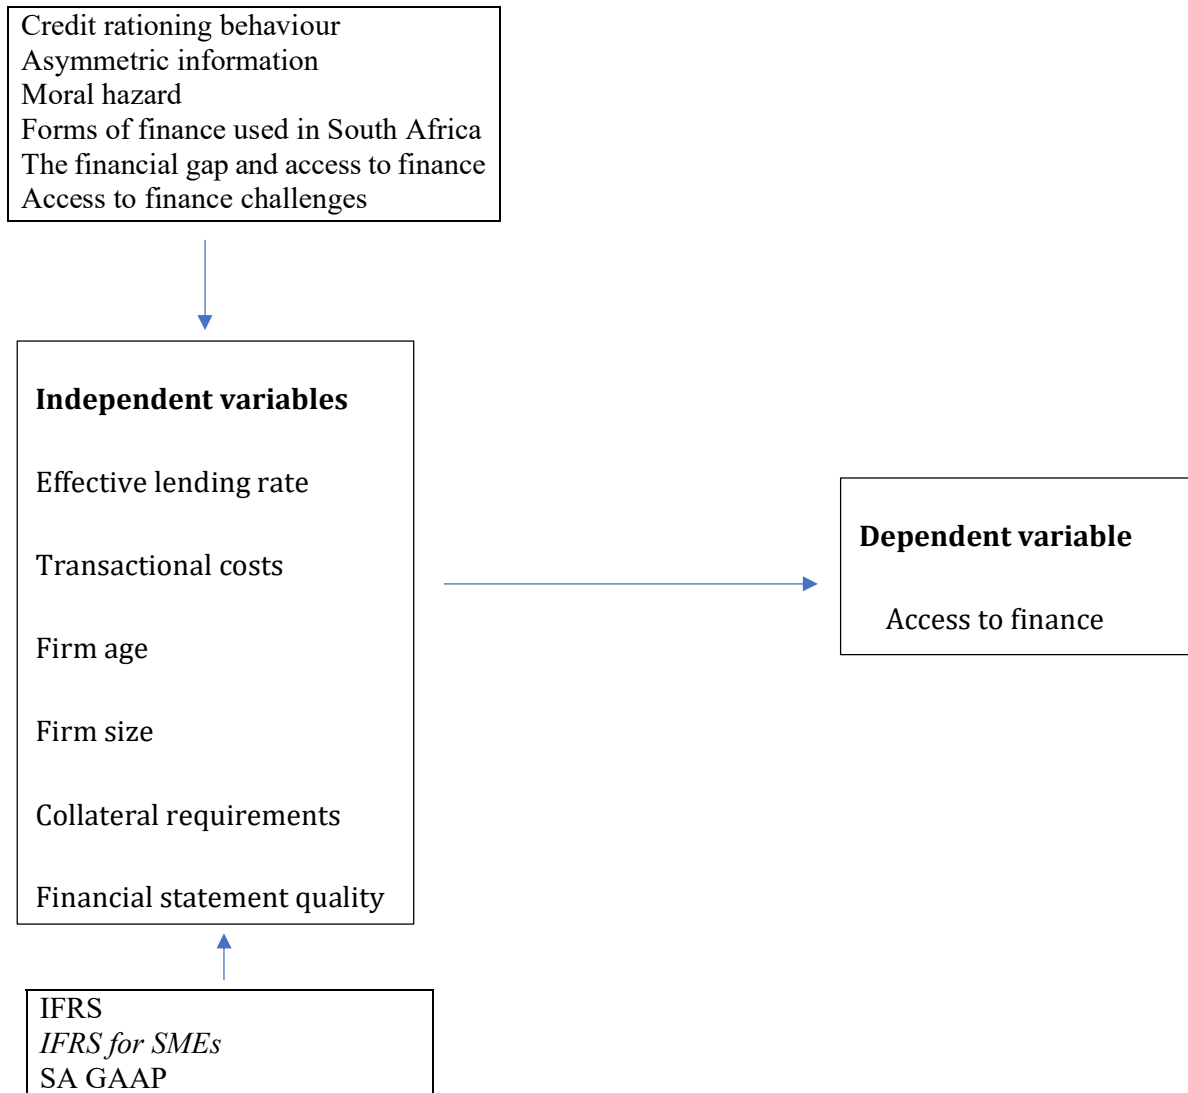 Credit rationing behaviour
Asymmetric information
Moral hazard
Forms of finance used in South Africa
The financial gap and access to finance
Access to finance challenges
Independent variables
Effective lending rate
Transactional costs
Firm age
Firm size
Collateral requirements
Financial statement quality
Dependent variable
Access to finance
IFRS
IFRS for SMEs
SA GAAP